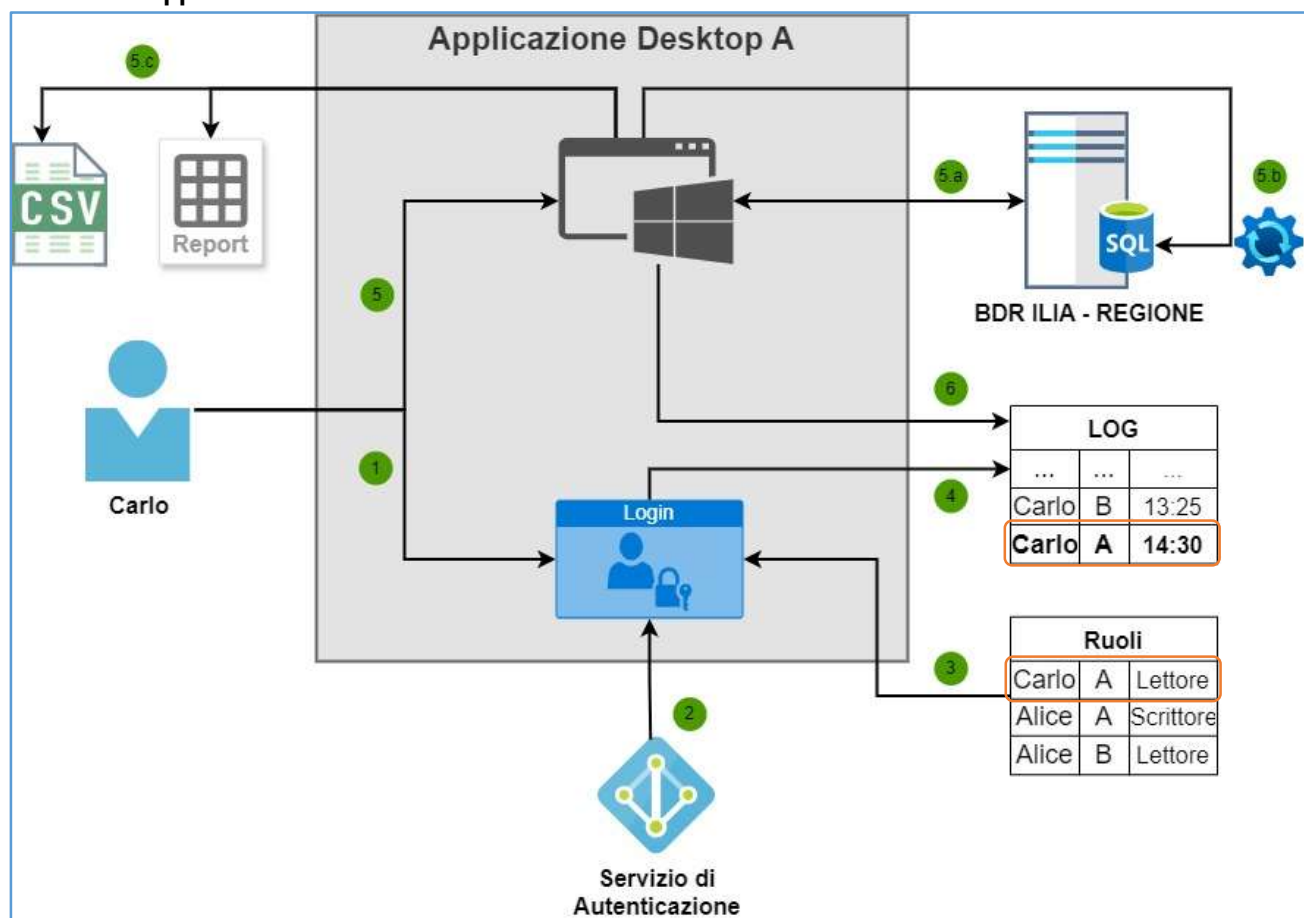 Applicazione Desktop A
5.c
CSV
Report
5.a
5.b
SQL
BDR ILIA - REGIONE
5
6
LOG
... ... ...
Carlo B 13:25
Carlo A 14:30
1
4
Carlo
Login
3
Ruoli
Carlo A Lettore
Alice A Scrittore
Alice B Lettore
2
Servizio di
Autenticazione